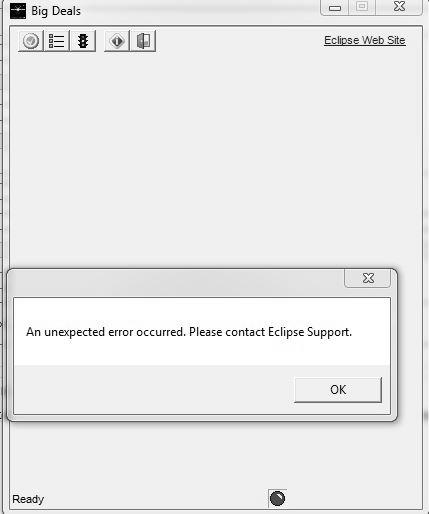 Big Deals
Eclipse Web Site
An unexpected error occurred. Please contact Eclipse Support.
OK
Ready